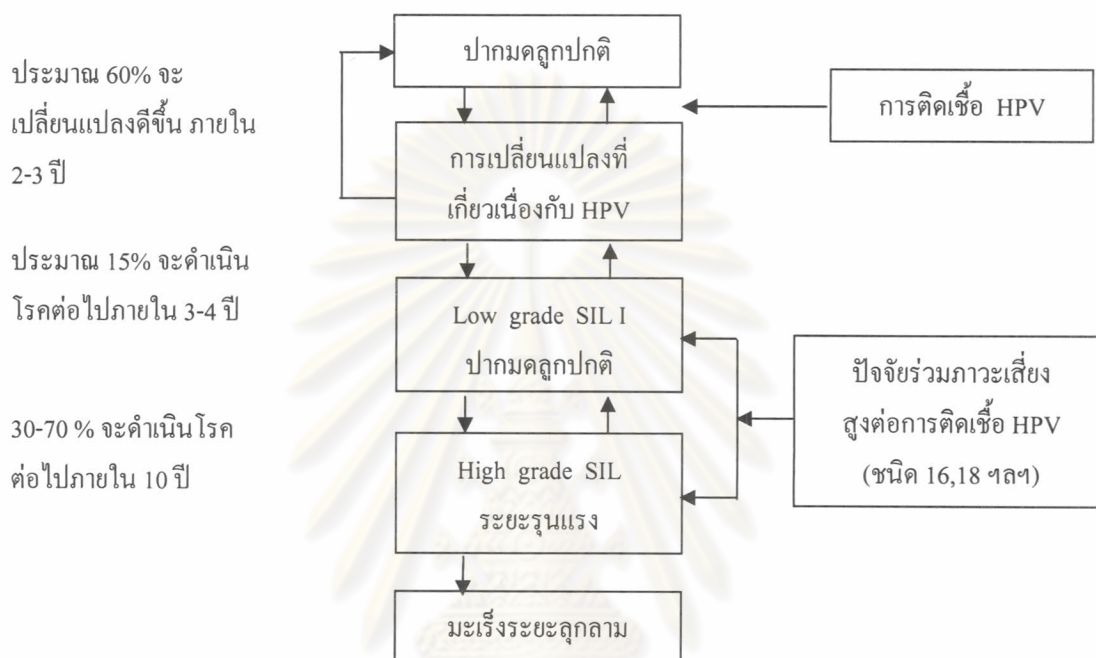 ปากมดลูกปกติ
ประมาณ 60% จะ
เปลี่ยนแปลงดีขึ้น ภายใน
2-3 ปี
การติดเชื้อ HPV
การเปลี่ยนแปลงที่
เกี่ยวเนื่องกับ HPV
ประมาณ 15% จะดำเนิน
โรคต่อไปภายใน 3-4 ปี
Low grade SIL I
ปากมดลูกปกติ
ปัจจัยร่วมภาวะเสี่ยง
สูงต่อการติดเชื้อ HPV
(ชนิด 16,18 ฯลฯ)
30-70 % จะดำเนินโรค
ต่อไปภายใน 10 ปี
High grade SIL
ระยะรุนแรง
มะเร็งระยะลุกลาม